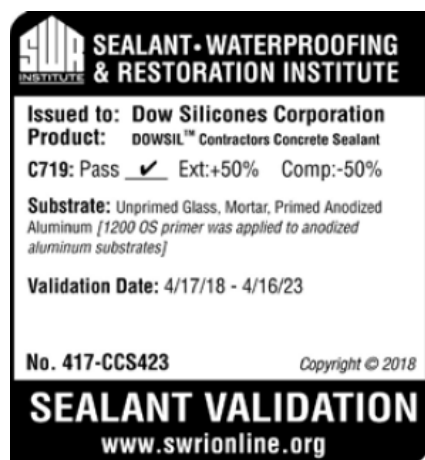 SWR
INSTITUTE
SEALANT • WATERPROOFING
& RESTORATION INSTITUTE
Issued to: Dow Silicones Corporation
Product: DOWSIL™ Contractors Concrete Sealant
C719: Pass ✔ Ext:+50% Comp:-50%
Substrate: Unprimed Glass, Mortar, Primed Anodized
Aluminum [1200 OS primer was applied to anodized
aluminum substrates]
Validation Date: 4/17/18 - 4/16/23
No. 417-CCS423 Copyright © 2018
SEALANT VALIDATION
www.swrionline.org